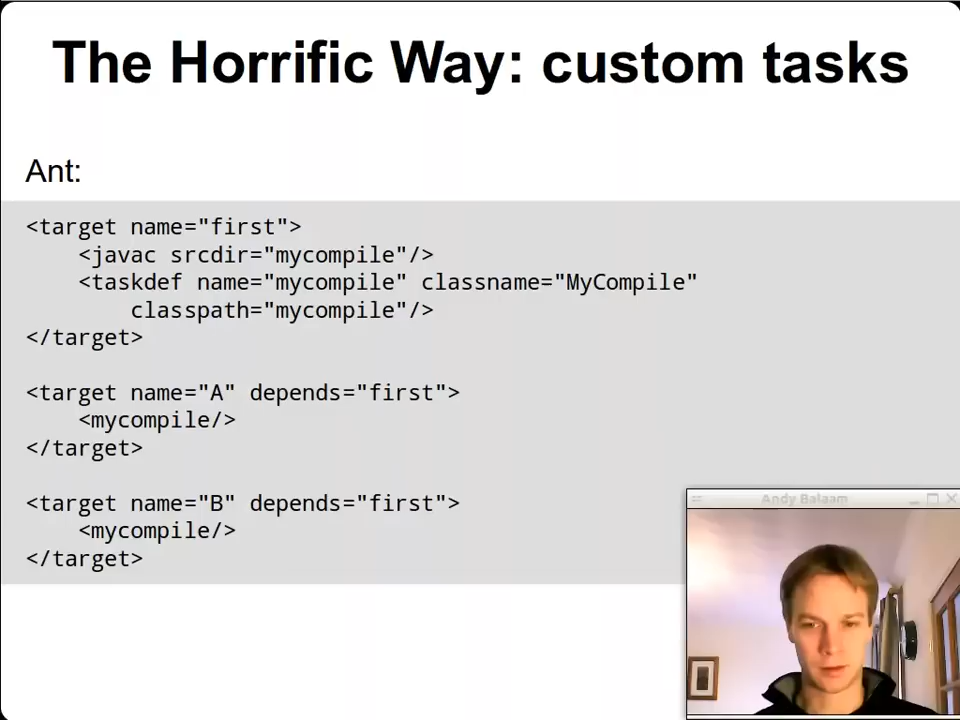 The Horrific Way: custom tasks
Ant:
<target name="first">
    <javac srcdir="mycompile"/>
    <taskdef name="mycompile" classname="MyCompile"
        classpath="mycompile"/>
</target>
<target name="A" depends="first">
    <mycompile/>
</target>
<target name="B" depends="first">
    <mycompile/>
</target>
Andy Balaam